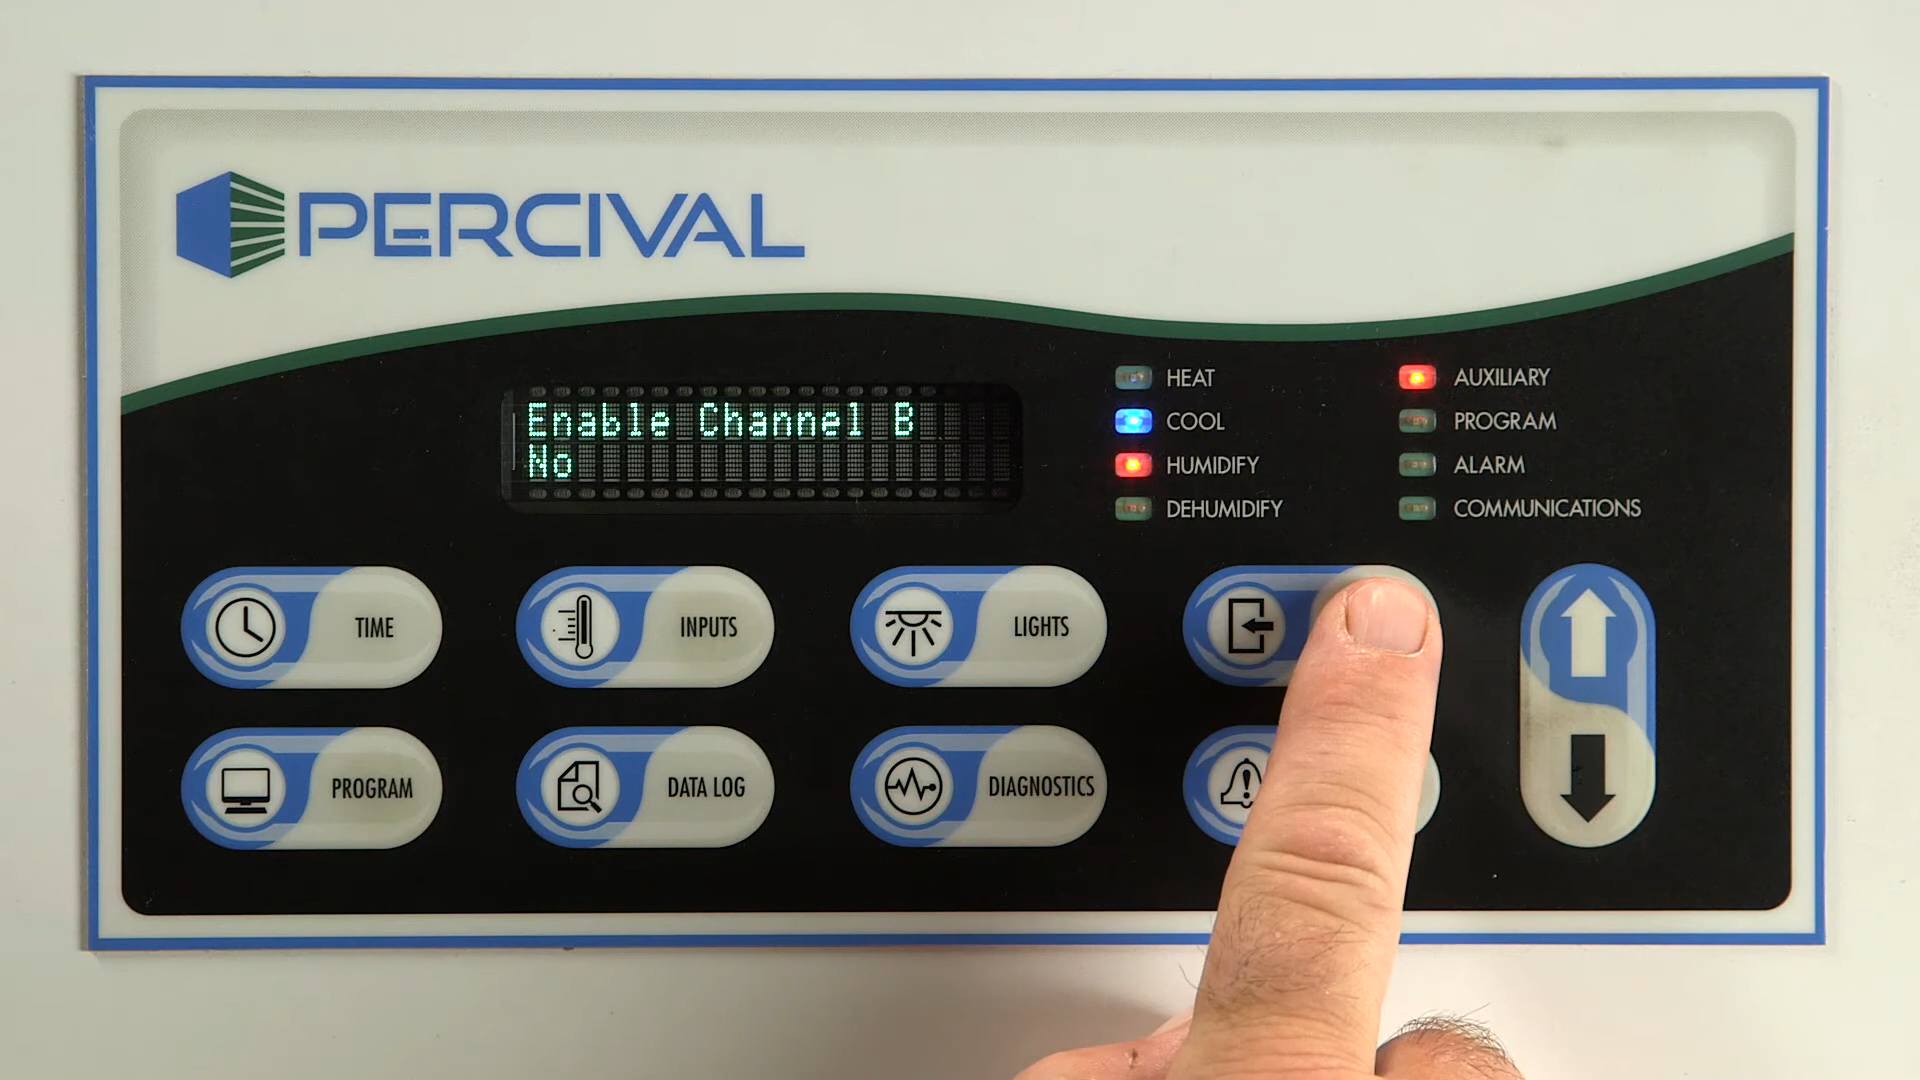 PERCIVAL
Enable Channel B
No
HEAT
COOL
HUMIDIFY
DEHUMIDIFY
AUXILIARY
PROGRAM
ALARM
COMMUNICATIONS
TIME
INPUTS
LIGHTS
PROGRAM
DATA LOG
DIAGNOSTICS